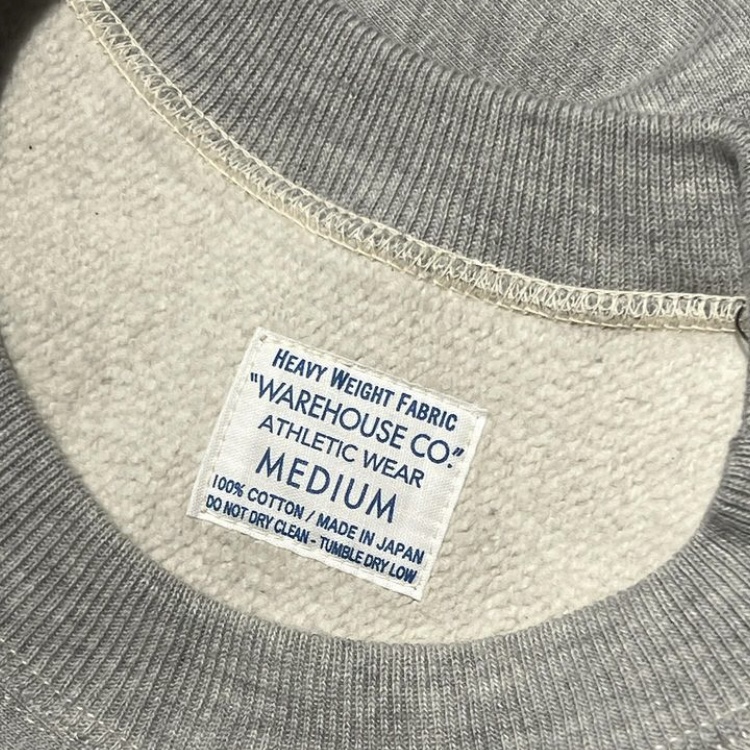 HEAVY WEIGHT FABRIC
"WAREHOUSE CO."
ATHLETIC WEAR
MEDIUM
100% COTTON / MADE IN JAPAN
DO NOT DRY CLEAN - TUMBLE DRY LOW